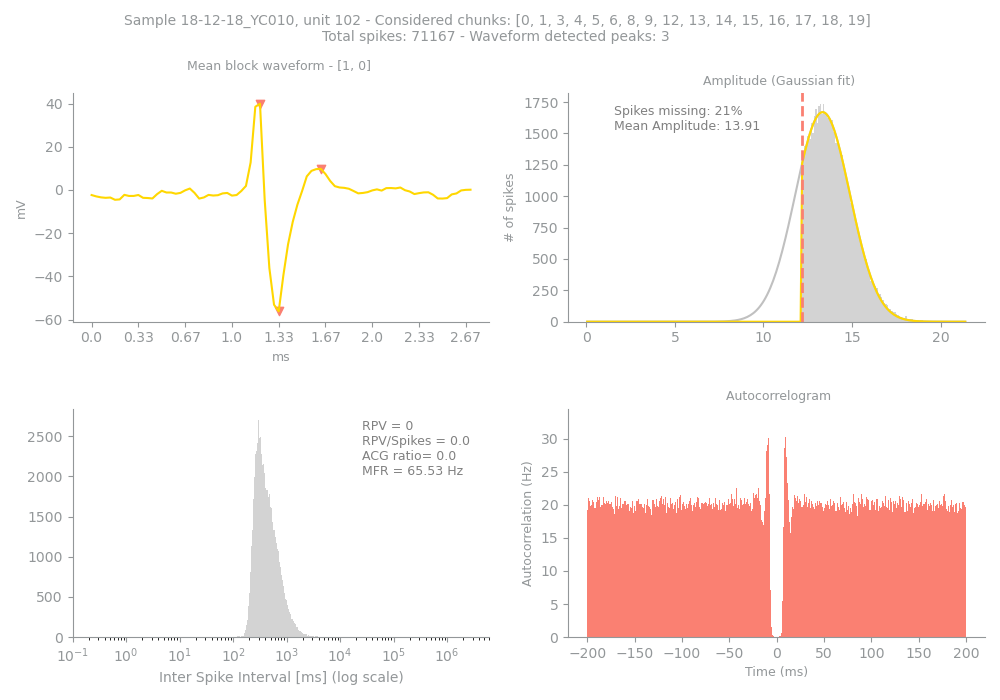 Sample 18-12-18_YC010, unit 102 - Considered chunks: [0, 1, 3, 4, 5, 6, 8, 9, 12, 13, 14, 15, 16, 17, 18, 19]
Total spikes: 71167 - Waveform detected peaks: 3
Mean block waveform - [1, 0]
40
20
0
−20
−40
−60
mV
0.0 0.33 0.67 1.0 1.33 1.67 2.0 2.33 2.67
ms
Amplitude (Gaussian fit)
Spikes missing: 21%
Mean Amplitude: 13.91
1750
1500
1250
1000
750
500
250
0
# of spikes
0 5 10 15 20
RPV = 0
RPV/Spikes = 0.0
ACG ratio= 0.0
MFR = 65.53 Hz
2500
2000
1500
1000
500
0
10⁻¹ 10⁰ 10¹ 10² 10³ 10⁴ 10⁵ 10⁶
Inter Spike Interval [ms] (log scale)
Autocorrelogram
30
25
20
15
10
5
0
Autocorrelation (Hz)
−200 −150 −100 −50 0 50 100 150 200
Time (ms)